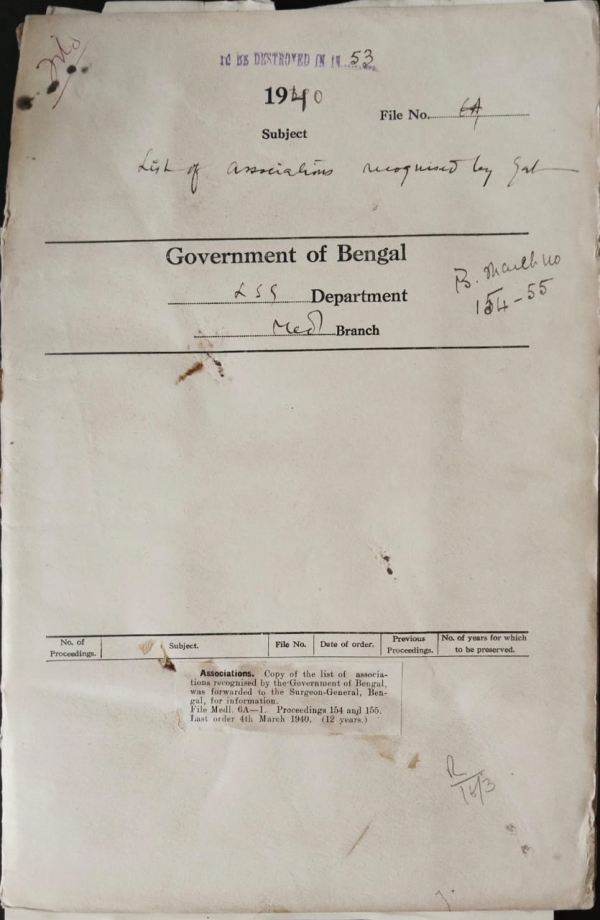 TO BE DESTROYED IN 19 53
1940
File No. 6A
Subject
List of Associations recognised by Govt
Government of Bengal
LSG Department
B. March 40
154-55
Medl Branch
No. of Proceedings. Subject. File No. Date of order. Previous Proceedings. No. of years for which to be preserved.
Associations. Copy of the list of associa-
tions recognised by the Government of Bengal,
was forwarded to the Surgeon-General, Ben-
gal, for information.
File Medl. 6A—1. Proceedings 154 and 155.
Last order 4th March 1940. (12 years.)